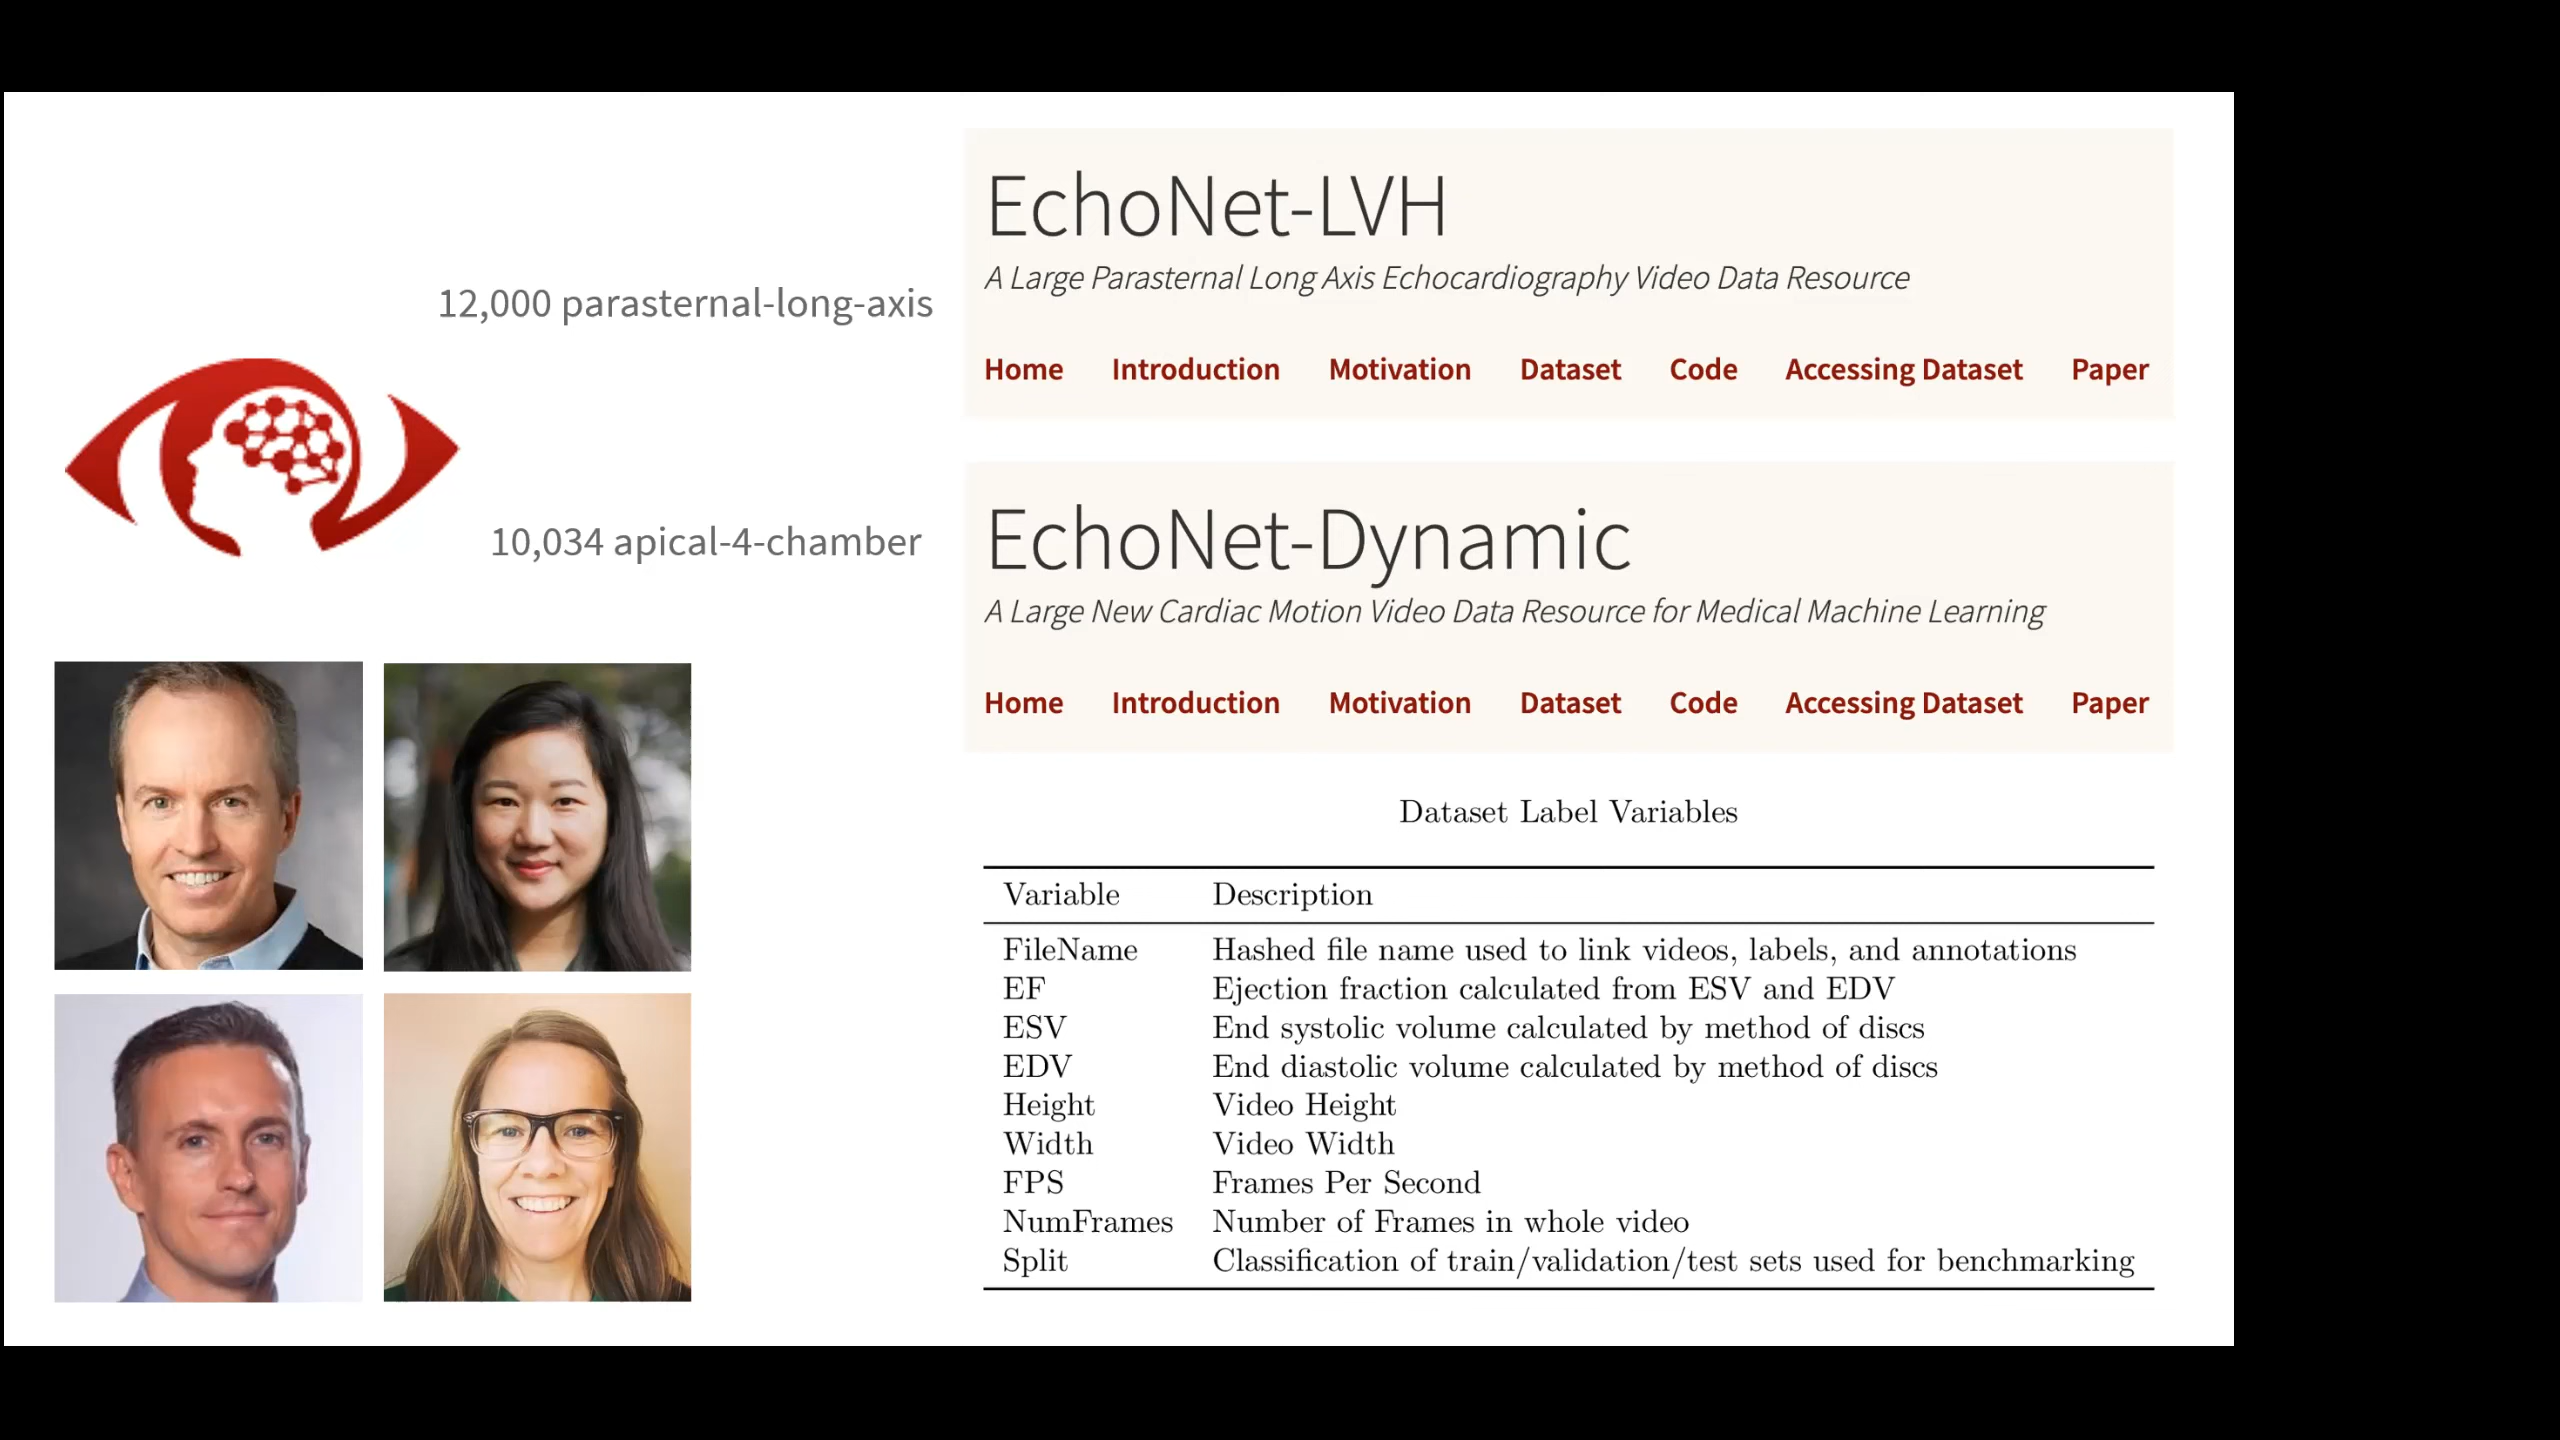 12,000 parasternal-long-axis
10,034 apical-4-chamber
EchoNet-LVH
A Large Parasternal Long Axis Echocardiography Video Data Resource
Home Introduction Motivation Dataset Code Accessing Dataset Paper
EchoNet-Dynamic
A Large New Cardiac Motion Video Data Resource for Medical Machine Learning
Home Introduction Motivation Dataset Code Accessing Dataset Paper
Dataset Label Variables
Variable Description
FileName Hashed file name used to link videos, labels, and annotations
EF Ejection fraction calculated from ESV and EDV
ESV End systolic volume calculated by method of discs
EDV End diastolic volume calculated by method of discs
Height Video Height
Width Video Width
FPS Frames Per Second
NumFrames Number of Frames in whole video
Split Classification of train/validation/test sets used for benchmarking